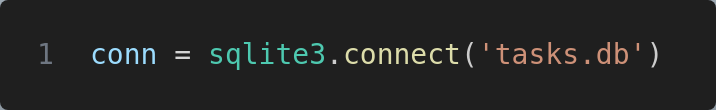 1 conn = sqlite3.connect('tasks.db')